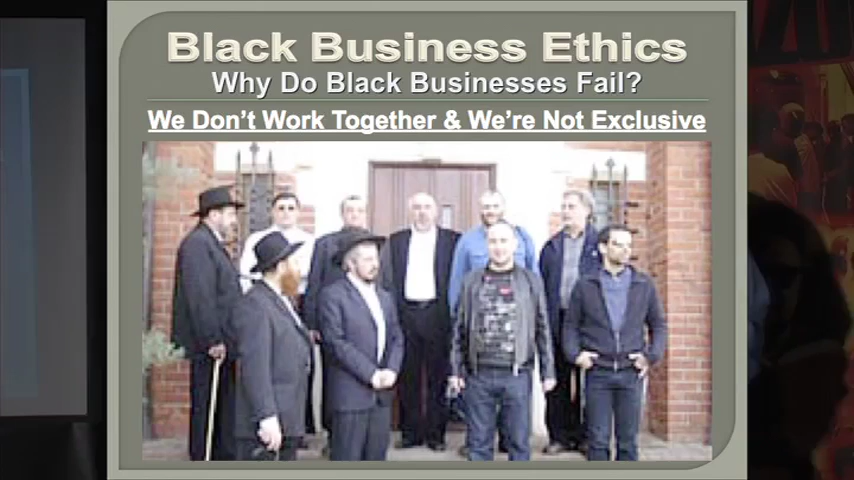 Black Business Ethics
Why Do Black Businesses Fail?
We Don't Work Together & We're Not Exclusive